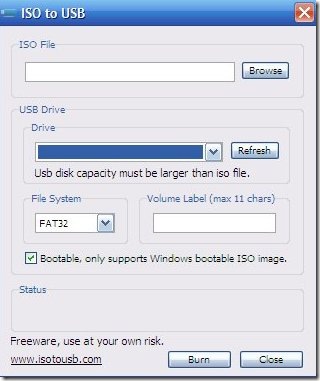 ISO to USB
ISO File
Browse
USB Drive
Drive
Refresh
Usb disk capacity must be larger than iso file.
File System
Volume Label (max 11 chars)
FAT32
Bootable, only supports Windows bootable ISO image.
Status
Freeware, use at your own risk.
www.isotousb.com
Burn
Close